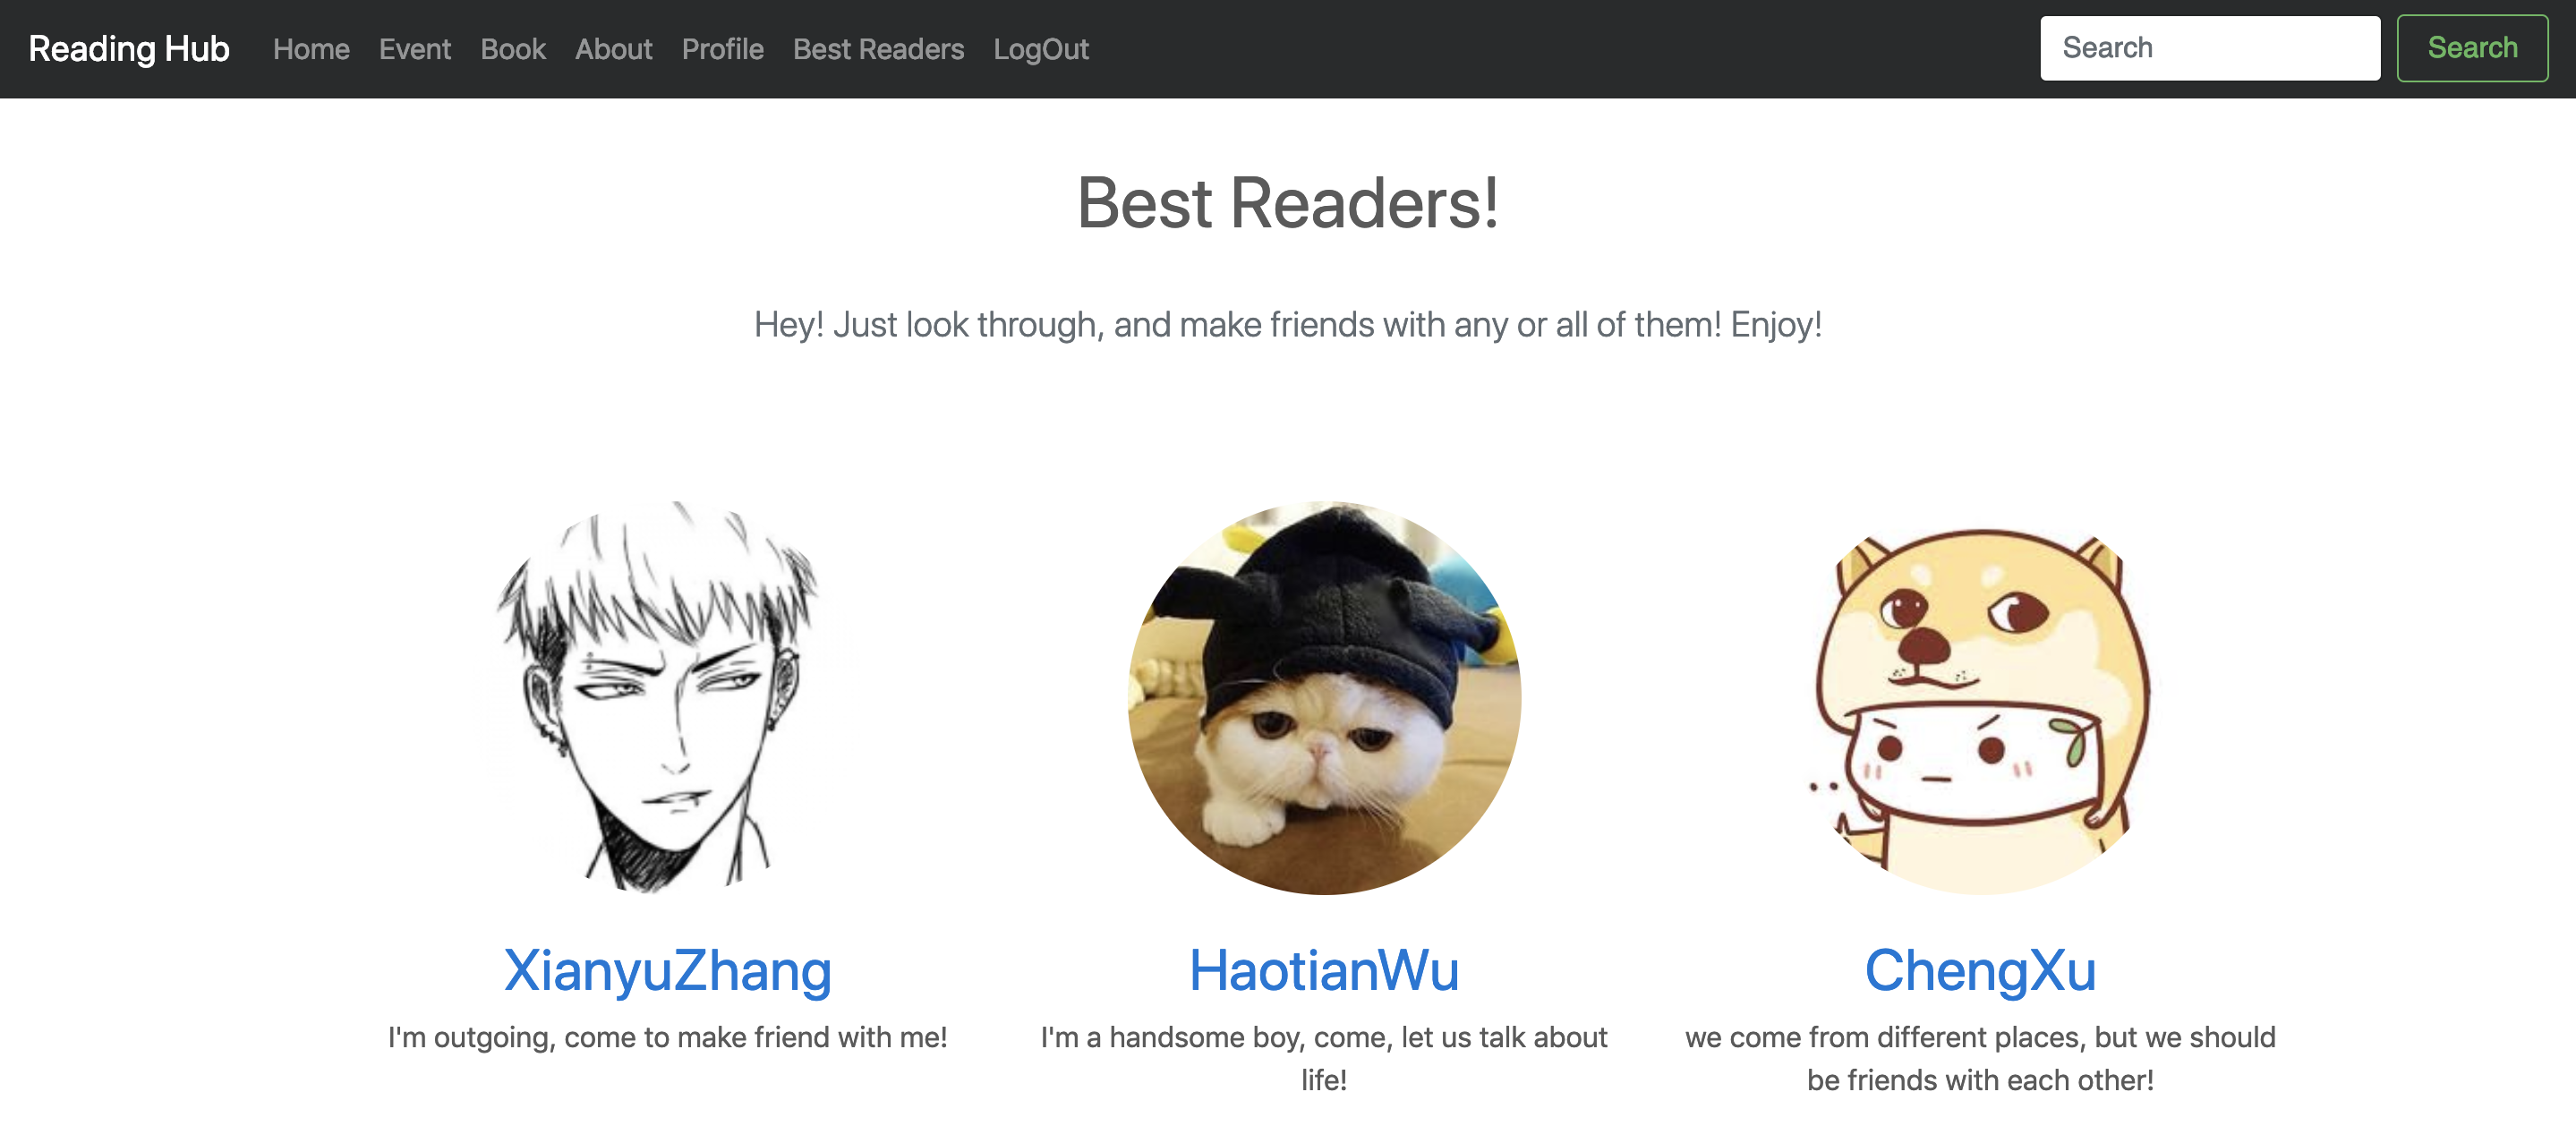 Reading Hub Home Event Book About Profile Best Readers LogOut Search Search
Best Readers!
Hey! Just look through, and make friends with any or all of them! Enjoy!
XianyuZhang
I'm outgoing, come to make friend with me!
HaotianWu
I'm a handsome boy, come, let us talk about
life!
ChengXu
we come from different places, but we should
be friends with each other!